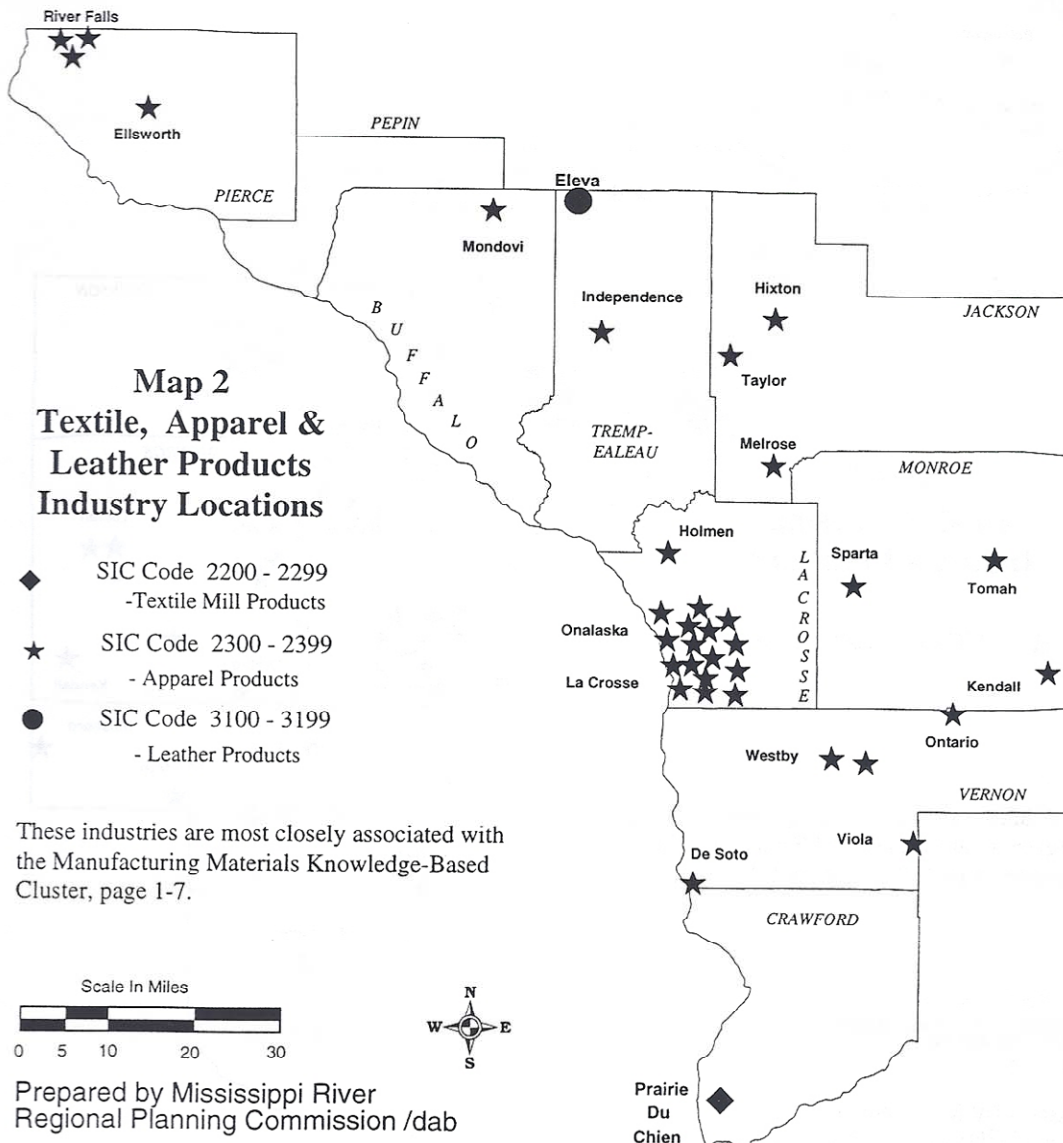 River Falls
Ellsworth
PIERCE
PEPIN
Eleva
Mondovi
BUFFALO
Independence
Hixton
JACKSON
Taylor
TREMP-
EALEAU
Melrose
MONROE
Map 2
Textile, Apparel &
Leather Products
Industry Locations
SIC Code 2200 - 2299
-Textile Mill Products
SIC Code 2300 - 2399
- Apparel Products
SIC Code 3100 - 3199
- Leather Products
Holmen
LACROSSE
Sparta
Tomah
Onalaska
La Crosse
Kendall
Ontario
Westby
VERNON
Viola
De Soto
CRAWFORD
These industries are most closely associated with
the Manufacturing Materials Knowledge-Based
Cluster, page 1-7.
Scale In Miles
0 5 10 20 30
N
W E
S
Prairie
Du
Chien
Prepared by Mississippi River
Regional Planning Commission /dab